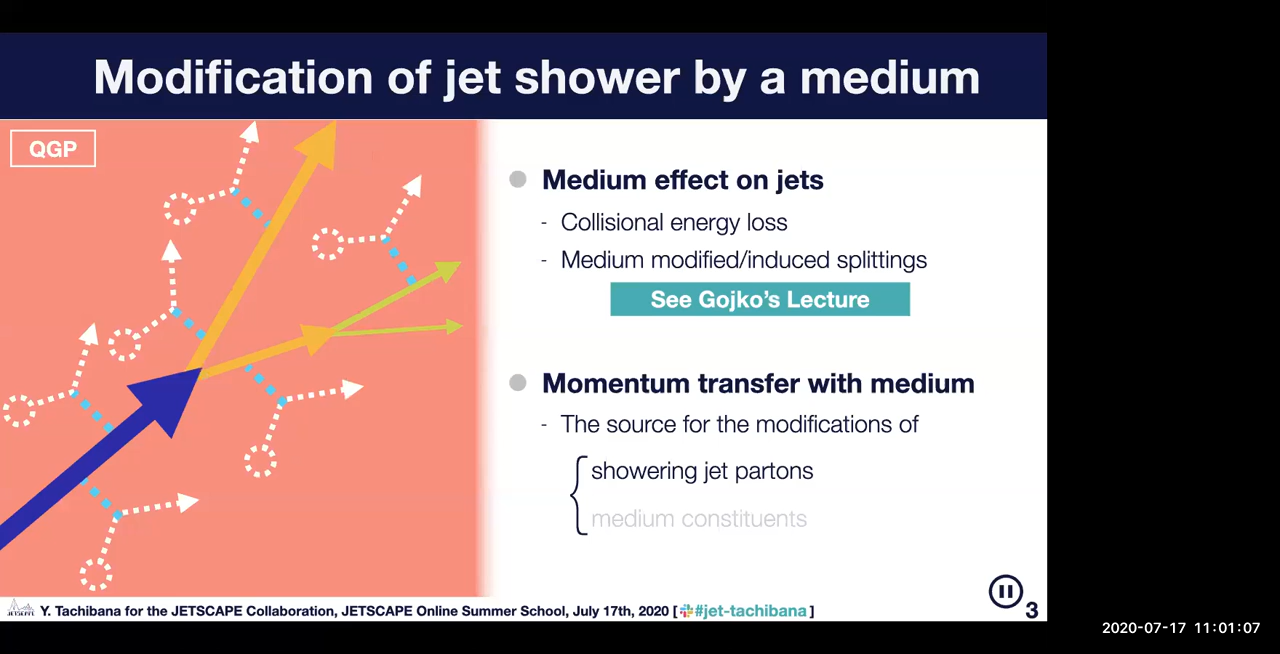 Modification of jet shower by a medium
QGP
Medium effect on jets
- Collisional energy loss
- Medium modified/induced splittings
See Gojko's Lecture
Momentum transfer with medium
- The source for the modifications of
showering jet partons
medium constituents
JETSCAPE Y. Tachibana for the JETSCAPE Collaboration, JETSCAPE Online Summer School, July 17th, 2020 [ #jet-tachibana ]
3
2020-07-17 11:01:07